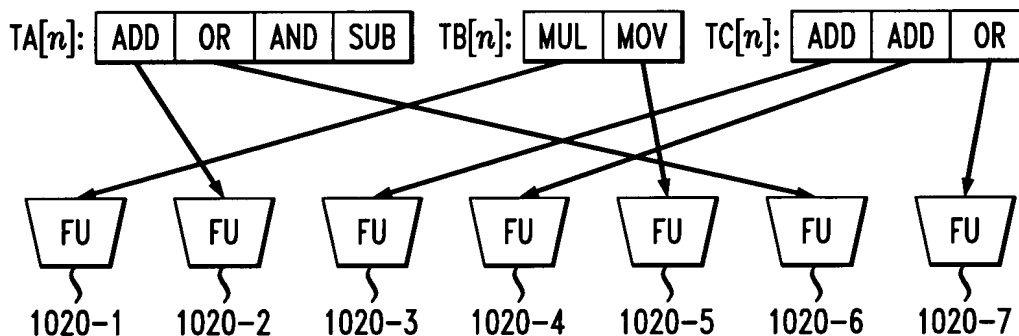 TA[n]: ADD OR AND SUB TB[n]: MUL MOV TC[n]: ADD ADD OR
FU FU FU FU FU FU FU
1020-1 1020-2 1020-3 1020-4 1020-5 1020-6 1020-7